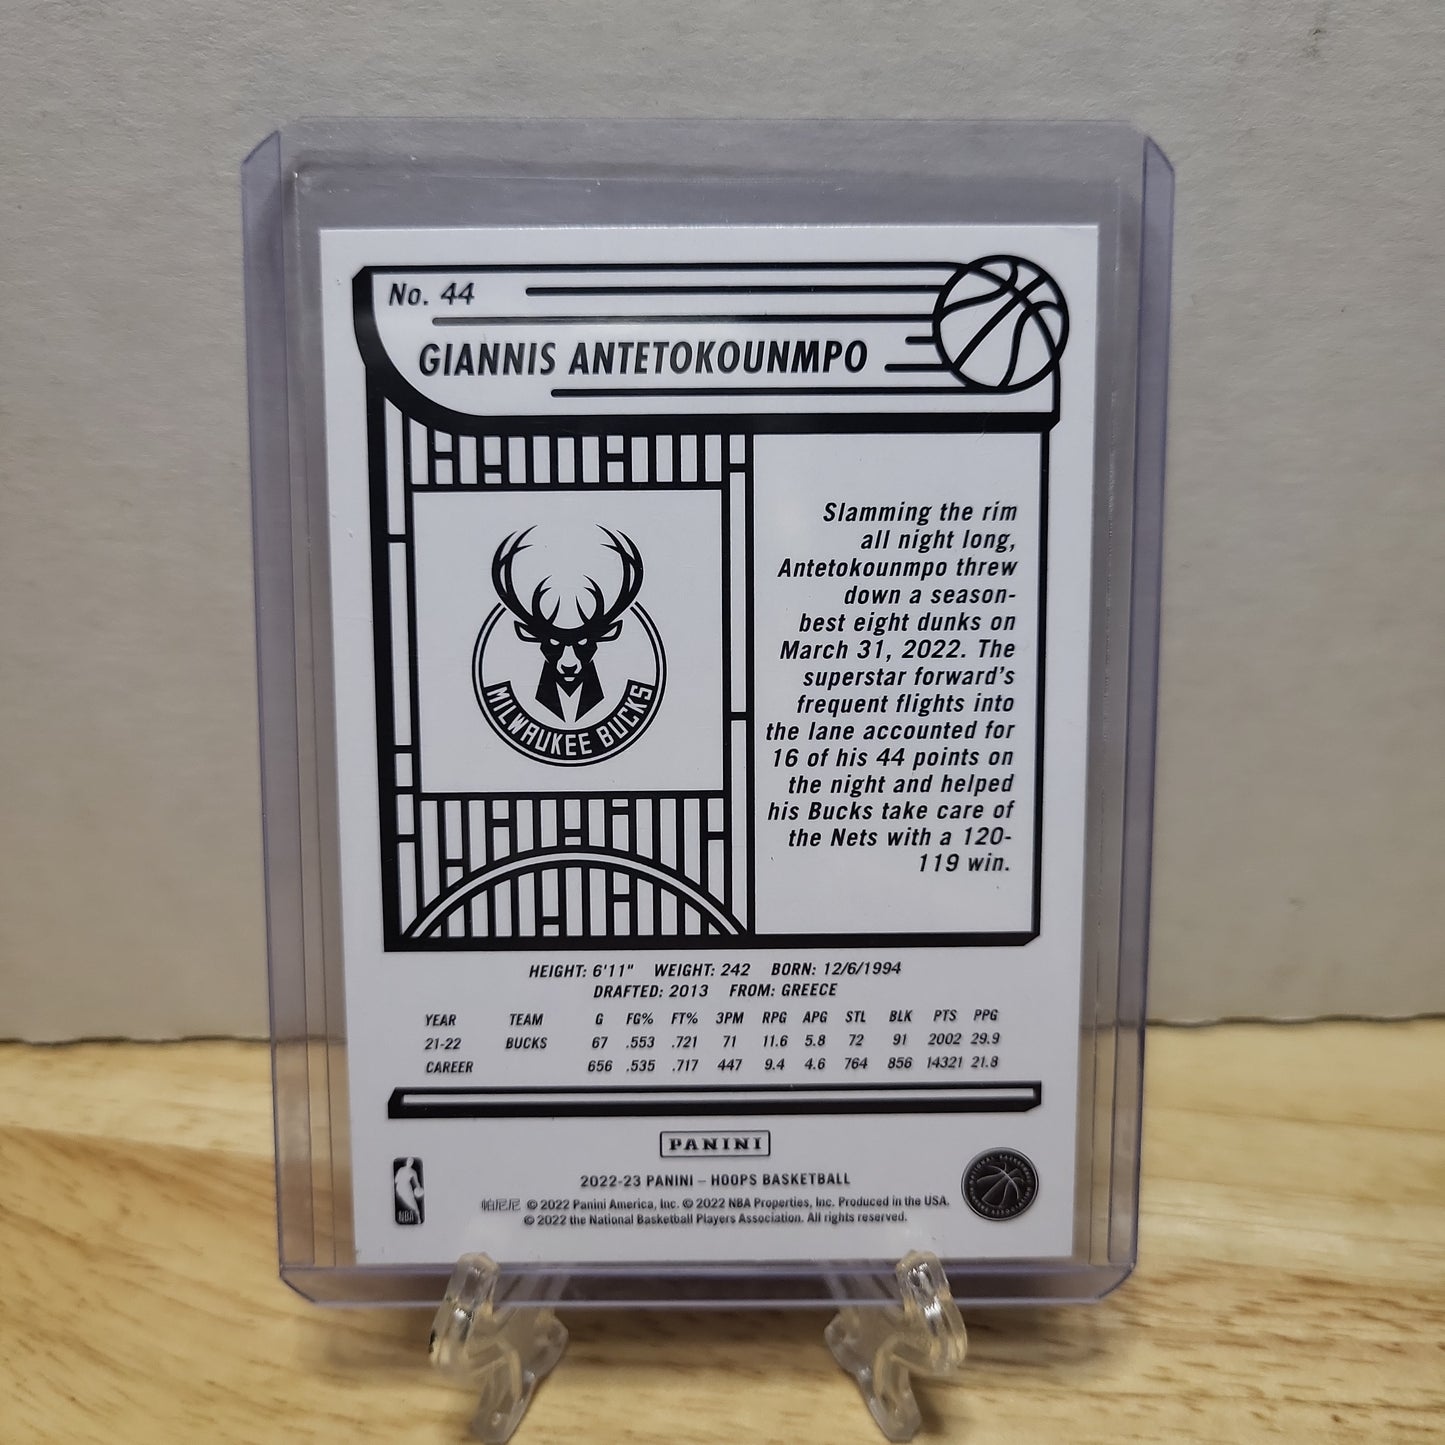 No. 44
GIANNIS ANTETOKOUNMPO
Slamming the rim
all night long,
Antetokounmpo threw
down a season-
best eight dunks on
March 31, 2022. The
superstar forward's
frequent flights into
the lane accounted for
16 of his 44 points on
the night and helped
his Bucks take care of
the Nets with a 120-
119 win.
MILWAUKEE BUCKS
HEIGHT: 6'11" WEIGHT: 242 BORN: 12/6/1994
DRAFTED: 2013 FROM: GREECE
YEAR TEAM G FG% FT% 3PM RPG APG STL BLK PTS PPG
21-22 BUCKS 67 .553 .721 71 11.6 5.8 72 91 2002 29.9
CAREER 656 .535 .717 447 9.4 4.6 764 856 14321 21.8
PANINI
2022-23 PANINI – HOOPS BASKETBALL
帕尼尼 © 2022 Panini America, Inc. © 2022 NBA Properties, Inc. Produced in the USA.
© 2022 the National Basketball Players Association. All rights reserved.
NBA
NATIONAL BASKETBALL PLAYERS ASSOCIATION